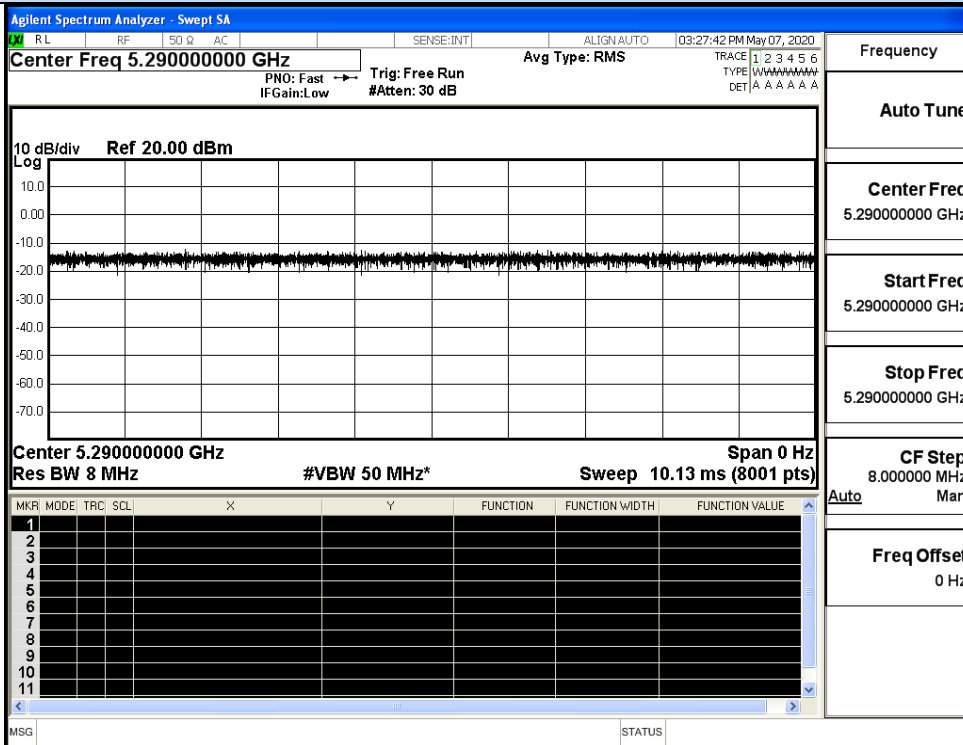 Agilent Spectrum Analyzer - Swept SA
LXI RL RF 50 Ω AC SENSE:INT ALIGN AUTO 03:27:42 PM May 07, 2020
Center Freq 5.290000000 GHz
PNO: Fast
IFGain:Low
Trig: Free Run
#Atten: 30 dB
Avg Type: RMS
TRACE 1 2 3 4 5 6
TYPE WWWWWW
DET A A A A A A
10 dB/div Ref 20.00 dBm
Log
10.0
0.00
-10.0
-20.0
-30.0
-40.0
-50.0
-60.0
-70.0
Center 5.290000000 GHz Span 0 Hz
Res BW 8 MHz #VBW 50 MHz* Sweep 10.13 ms (8001 pts)
MKR MODE TRC SCL X Y FUNCTION FUNCTION WIDTH FUNCTION VALUE
1
2
3
4
5
6
7
8
9
10
11
MSG STATUS
Frequency
Auto Tune
Center Freq
5.290000000 GHz
Start Freq
5.290000000 GHz
Stop Freq
5.290000000 GHz
CF Step
8.000000 MHz
Auto Man
Freq Offset
0 Hz